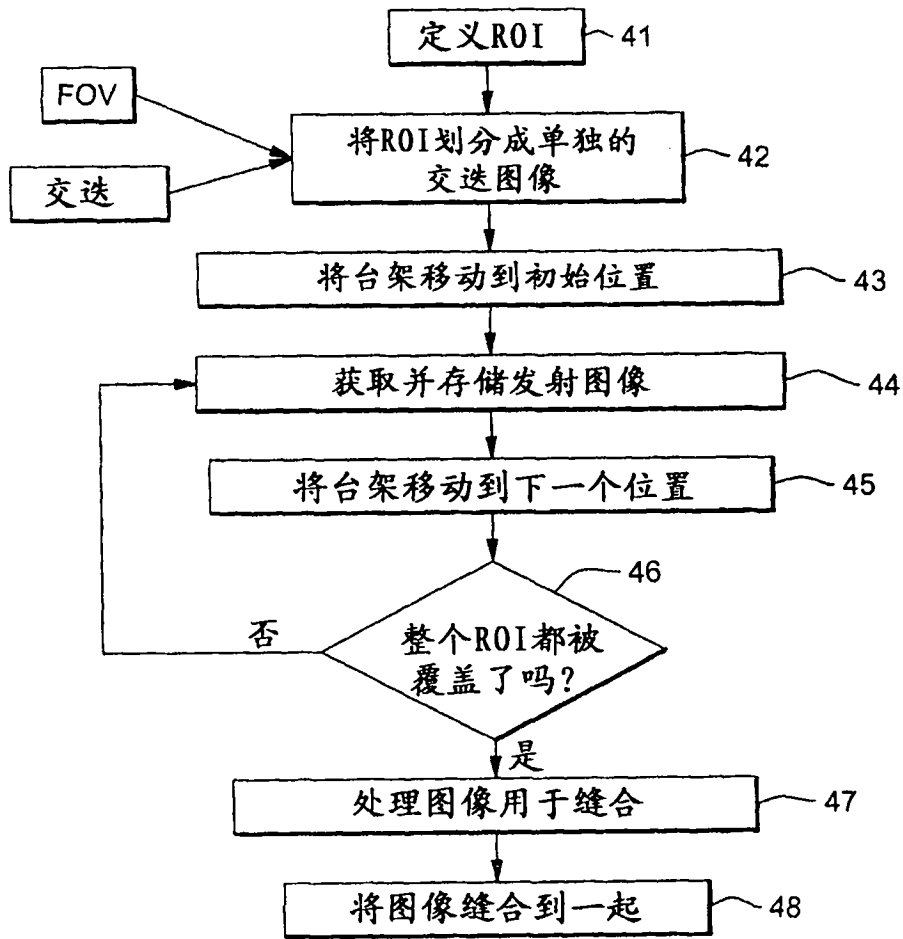 定义ROI
41
FOV
将ROI划分成单独的
交迭图像
42
交迭
将台架移动到初始位置
43
获取并存储发射图像
44
将台架移动到下一个位置
45
46
否
整个ROI都被
覆盖了吗?
是
处理图像用于缝合
47
将图像缝合到一起
48